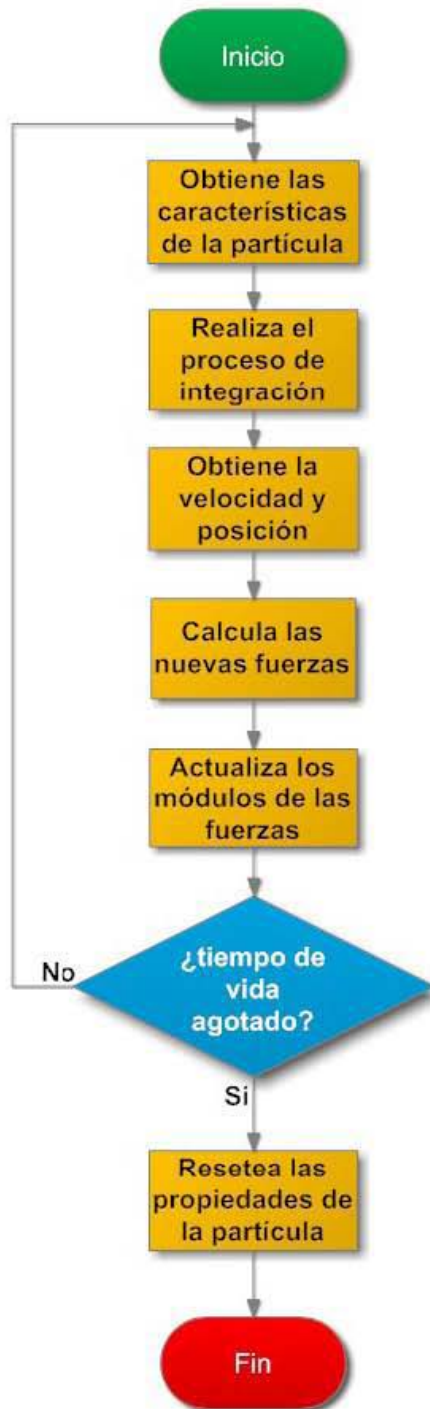 Inicio
Obtiene las
características
de la partícula
Realiza el
proceso de
integración
Obtiene la
velocidad y
posición
Calcula las
nuevas fuerzas
Actualiza los
módulos de las
fuerzas
¿tiempo de
vida
agotado?
No
Si
Resetea las
propiedades de
la partícula
Fin